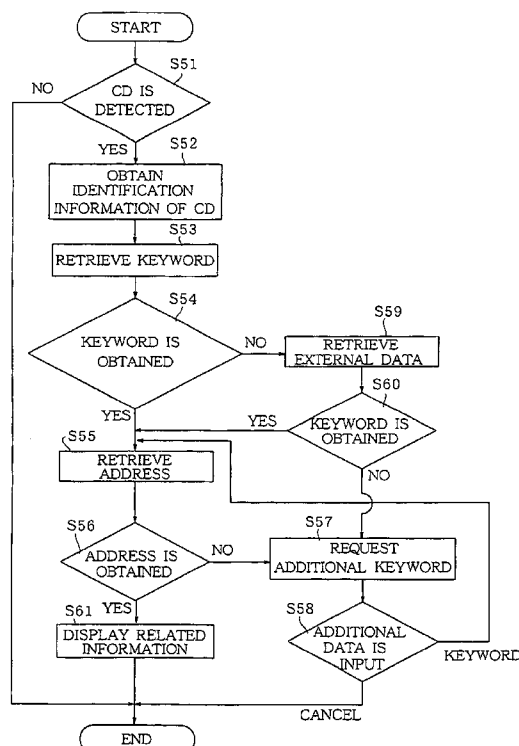 START
S51
NO
CD IS
DETECTED
YES
S52
OBTAIN
IDENTIFICATION
INFORMATION OF CD
S53
RETRIEVE KEYWORD
S54
KEYWORD IS
OBTAINED
NO
S59
RETRIEVE
EXTERNAL DATA
S60
YES
YES
KEYWORD IS
OBTAINED
S55
RETRIEVE
ADDRESS
NO
S56
ADDRESS IS
OBTAINED
NO
S57
REQUEST
ADDITIONAL KEYWORD
YES
S61
DISPLAY RELATED
INFORMATION
S58
ADDITIONAL
DATA IS
INPUT
KEYWORD
CANCEL
END